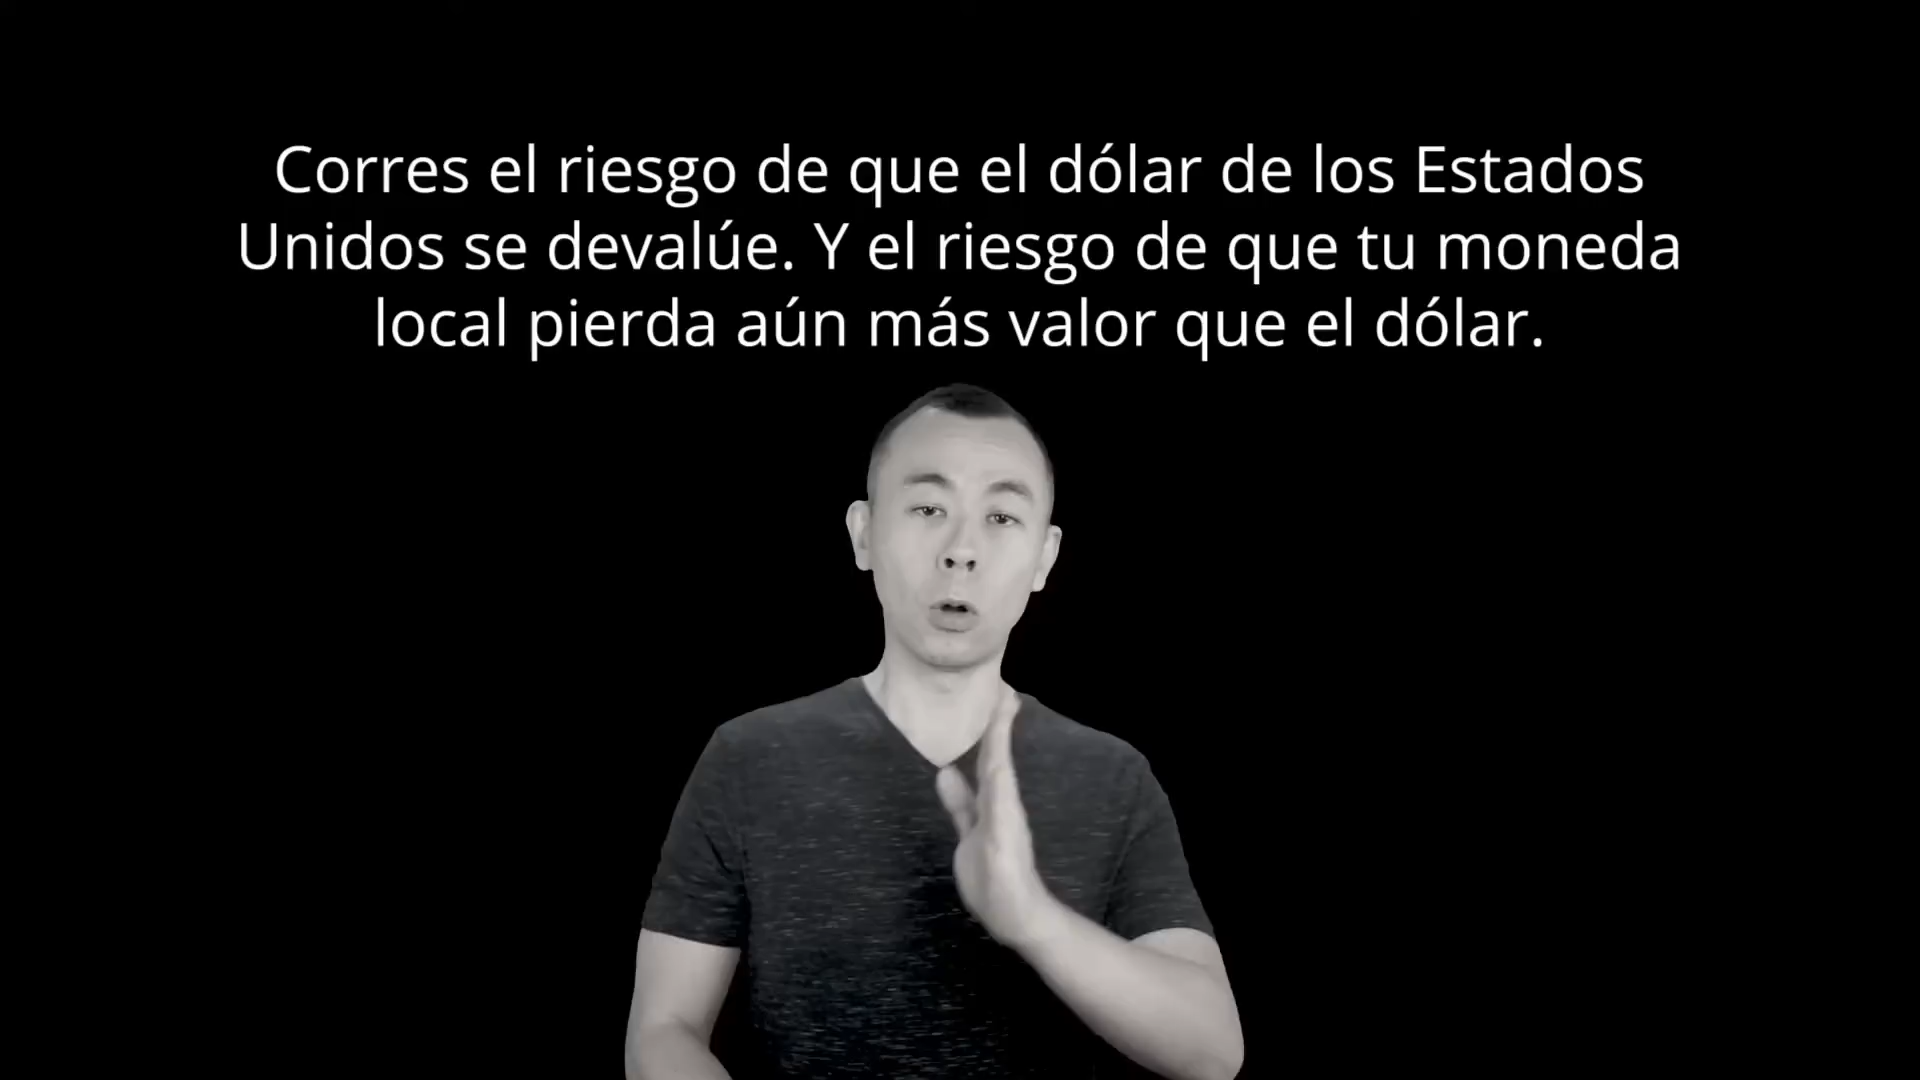 Corres el riesgo de que el dólar de los Estados
Unidos se devalúe. Y el riesgo de que tu moneda
local pierda aún más valor que el dólar.